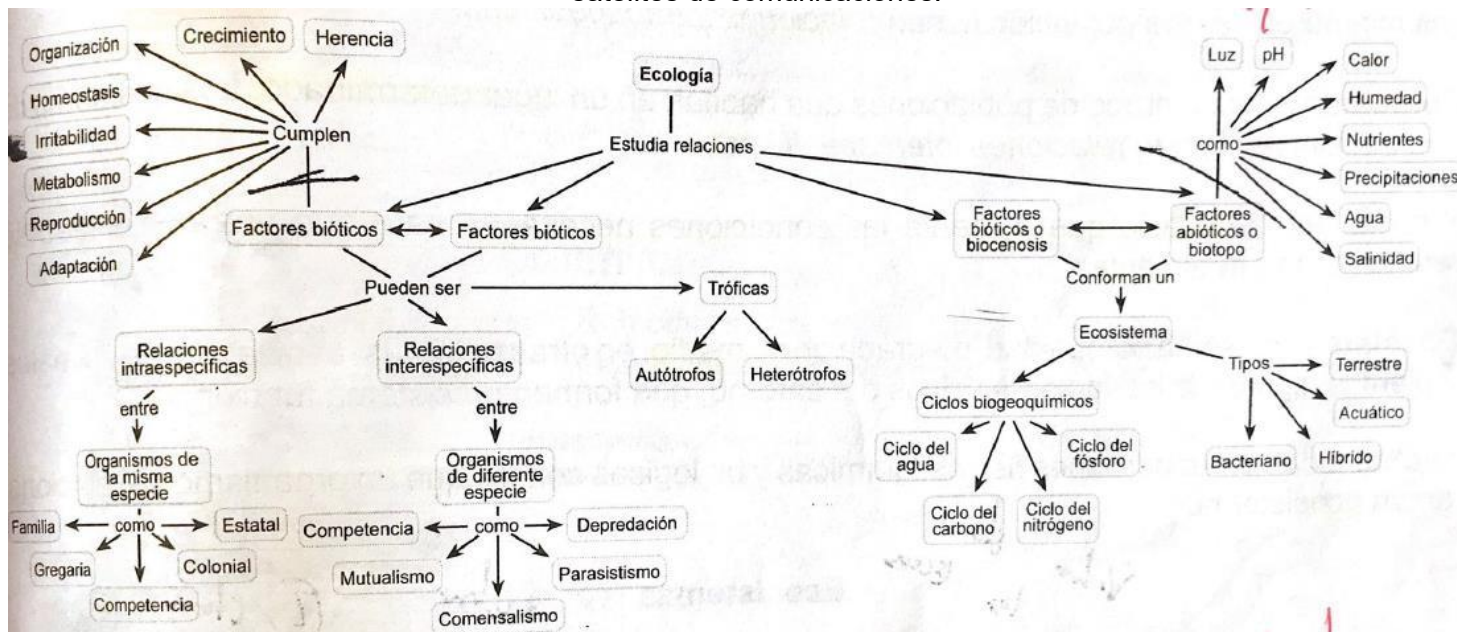 satélites de comunicaciones.
Ecología
Estudia relaciones
Organización
Crecimiento
Herencia
Homeostasis
Irritabilidad
Cumplen
Metabolismo
Reproducción
Adaptación
Factores bióticos
Factores bióticos
Pueden ser
Tróficas
Autótrofos
Heterótrofos
Relaciones
intraespecíficas
entre
Organismos de
la misma
especie
Familia
como
Estatal
Gregaria
Colonial
Competencia
Relaciones
interespecíficas
entre
Organismos
de diferente
especie
Competencia
como
Depredación
Mutualismo
Parasistismo
Comensalismo
Factores
bióticos o
biocenosis
Factores
abióticos o
biotopo
como
Luz
pH
Calor
Humedad
Nutrientes
Precipitaciones
Agua
Salinidad
Conforman un
Ecosistema
Ciclos biogeoquímicos
Ciclo del
agua
Ciclo del
carbono
Ciclo del
nitrógeno
Ciclo del
fósforo
Tipos
Terrestre
Acuático
Híbrido
Bacteriano